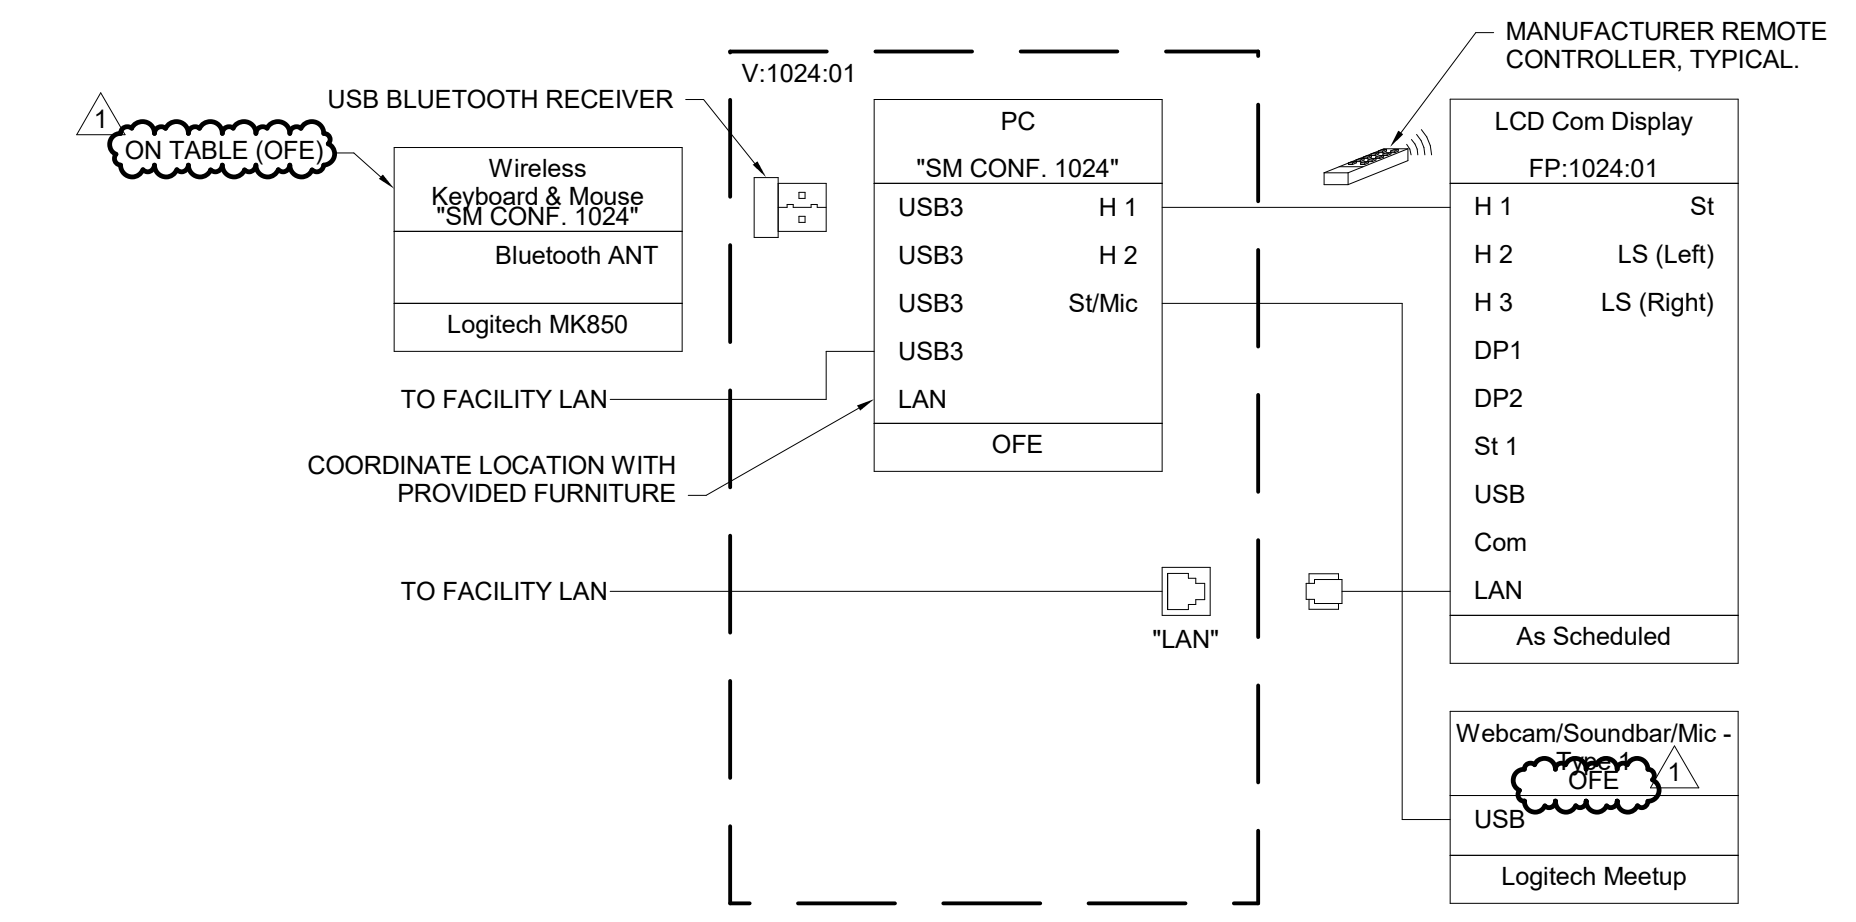 MANUFACTURER REMOTE
CONTROLLER, TYPICAL.
V:1024:01
USB BLUETOOTH RECEIVER
1
ON TABLE (OFE)
Wireless
Keyboard & Mouse
"SM CONF. 1024"
Bluetooth ANT
Logitech MK850
TO FACILITY LAN
COORDINATE LOCATION WITH
PROVIDED FURNITURE
TO FACILITY LAN
PC
"SM CONF. 1024"
USB3 H 1
USB3 H 2
USB3 St/Mic
USB3
LAN
OFE
"LAN"
LCD Com Display
FP:1024:01
H 1 St
H 2 LS (Left)
H 3 LS (Right)
DP1
DP2
St 1
USB
Com
LAN
As Scheduled
Webcam/Soundbar/Mic -
Type 1
OFE
1
USB
Logitech Meetup